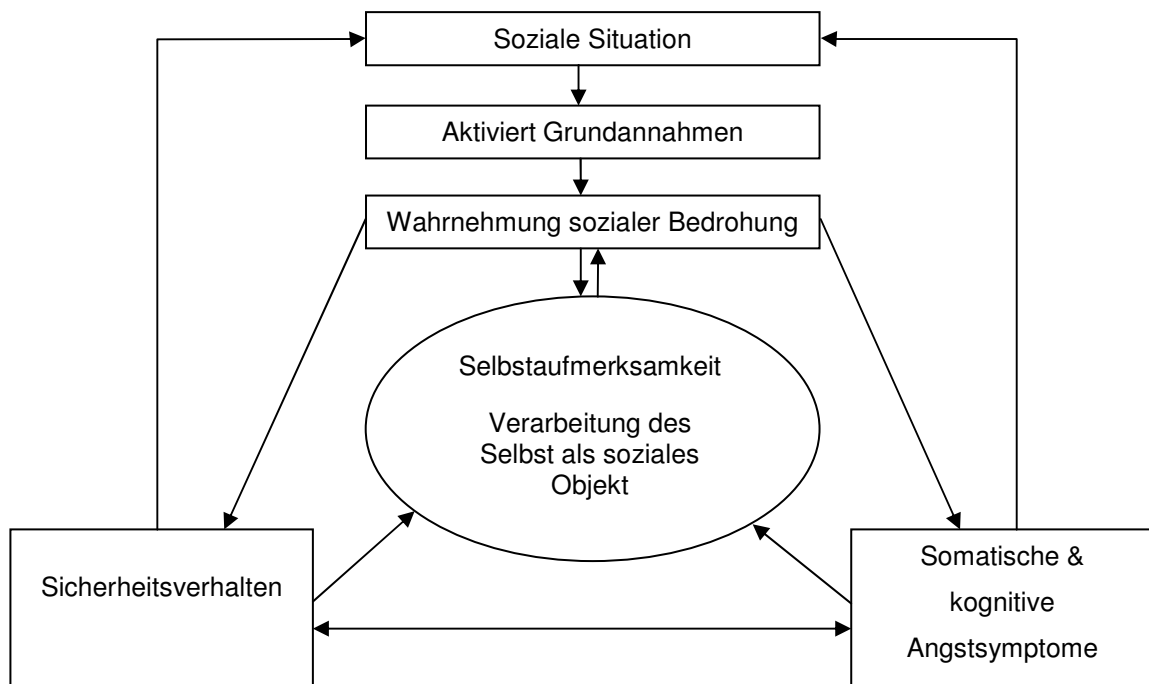 Soziale Situation
Aktiviert Grundannahmen
Wahrnehmung sozialer Bedrohung
Selbstaufmerksamkeit
Verarbeitung des
Selbst als soziales
Objekt
Sicherheitsverhalten
Somatische &
kognitive
Angstsymptome